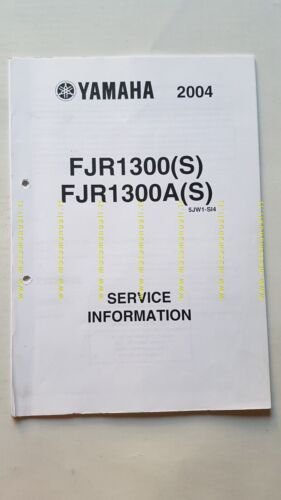 YAMAHA 2004
FJR1300(S)
FJR1300A(S)
5JW1-SI4
SERVICE
INFORMATION